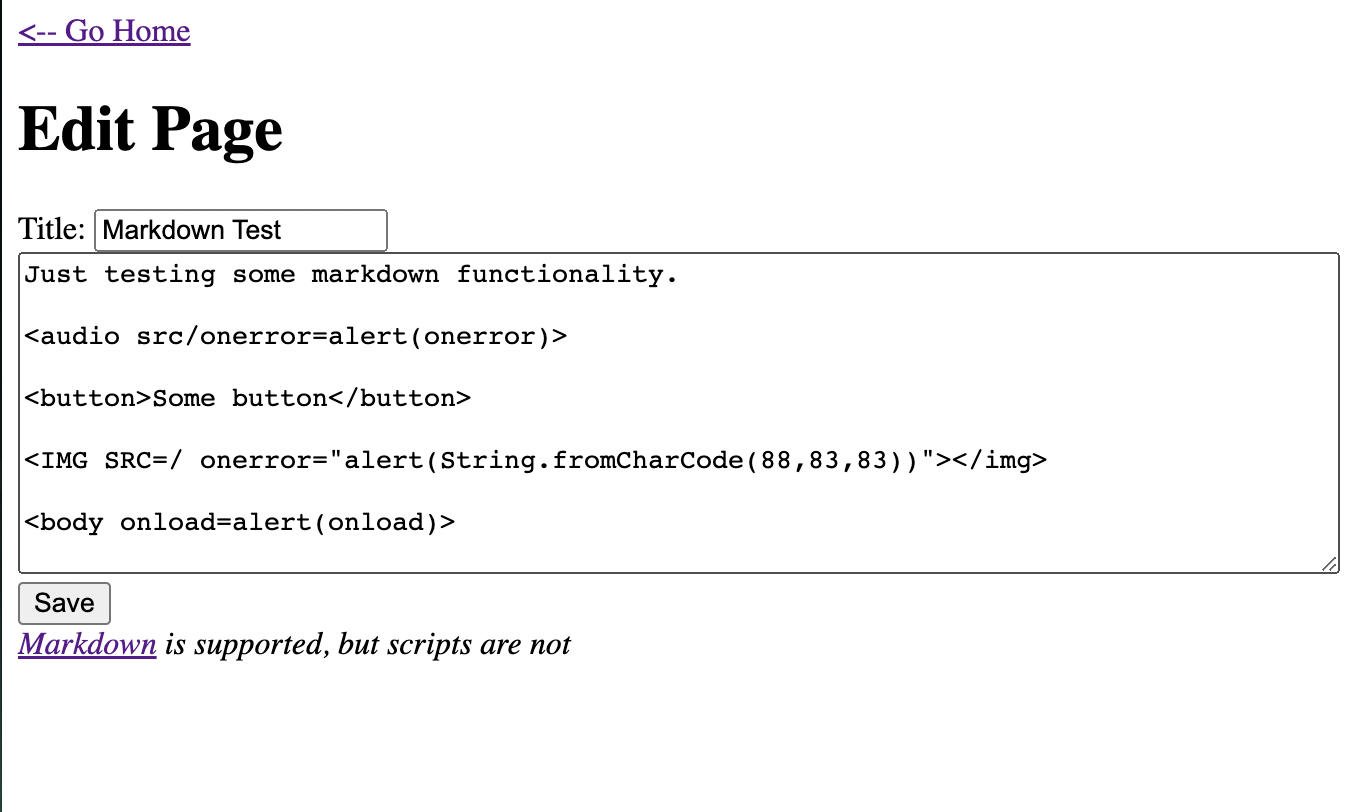 <-- Go Home
Edit Page
Title: Markdown Test
Just testing some markdown functionality.
<audio src/onerror=alert(onerror)>
<button>Some button</button>
<IMG SRC=/ onerror="alert(String.fromCharCode(88,83,83))"></img>
<body onload=alert(onload)>
Save
Markdown is supported, but scripts are not